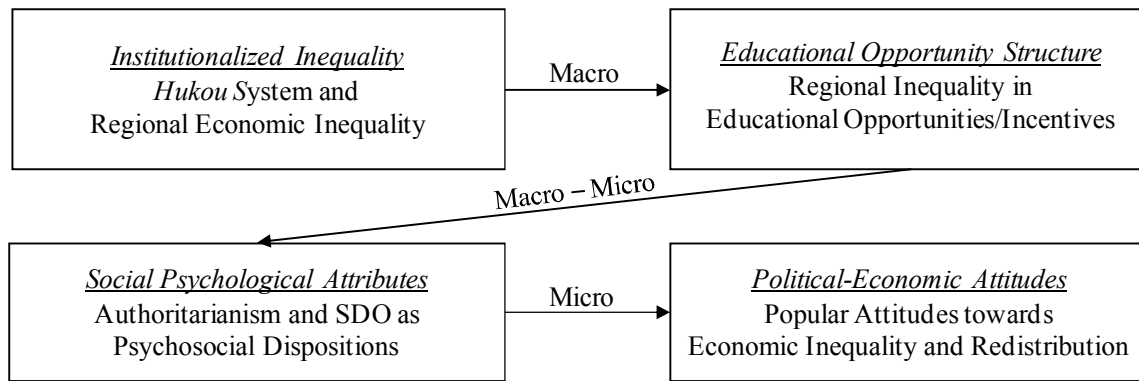 Institutionalized Inequality
Hukou System and
Regional Economic Inequality
Macro
Educational Opportunity Structure
Regional Inequality in
Educational Opportunities/Incentives
Macro – Micro
Social Psychological Attributes
Authoritarianism and SDO as
Psychosocial Dispositions
Micro
Political-Economic Attitudes
Popular Attitudes towards
Economic Inequality and Redistribution